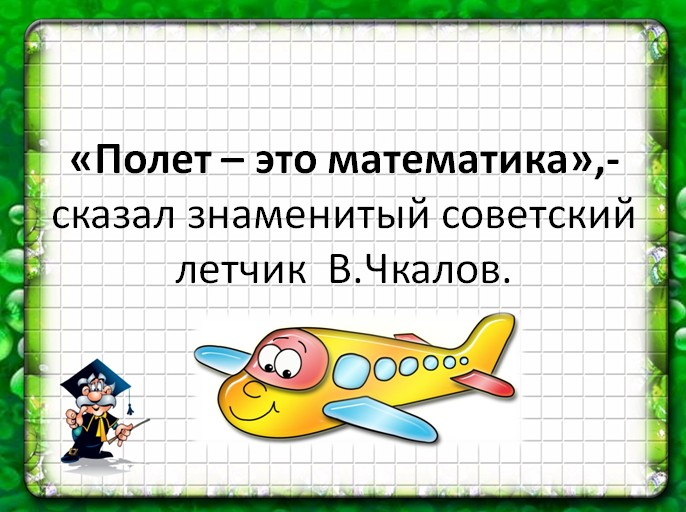 «Полет – это математика»,-
сказал знаменитый советский
летчик  В.Чкалов.